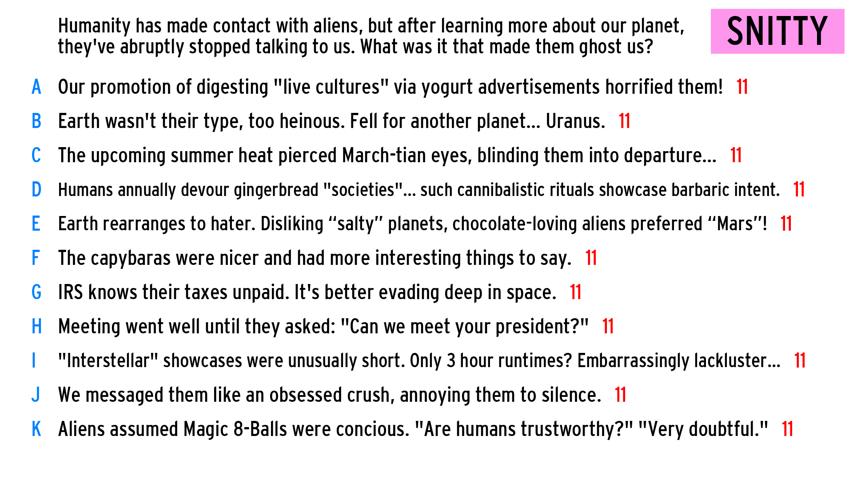 Humanity has made contact with aliens, but after learning more about our planet,
they've abruptly stopped talking to us. What was it that made them ghost us?
SNITTY
A Our promotion of digesting "live cultures" via yogurt advertisements horrified them! 11
B Earth wasn't their type, too heinous. Fell for another planet... Uranus. 11
C The upcoming summer heat pierced March-tian eyes, blinding them into departure... 11
D Humans annually devour gingerbread "societies"... such cannibalistic rituals showcase barbaric intent. 11
E Earth rearranges to hater. Disliking “salty” planets, chocolate-loving aliens preferred “Mars”! 11
F The capybaras were nicer and had more interesting things to say. 11
G IRS knows their taxes unpaid. It's better evading deep in space. 11
H Meeting went well until they asked: "Can we meet your president?" 11
I "Interstellar" showcases were unusually short. Only 3 hour runtimes? Embarrassingly lackluster... 11
J We messaged them like an obsessed crush, annoying them to silence. 11
K Aliens assumed Magic 8-Balls were concious. "Are humans trustworthy?" "Very doubtful." 11